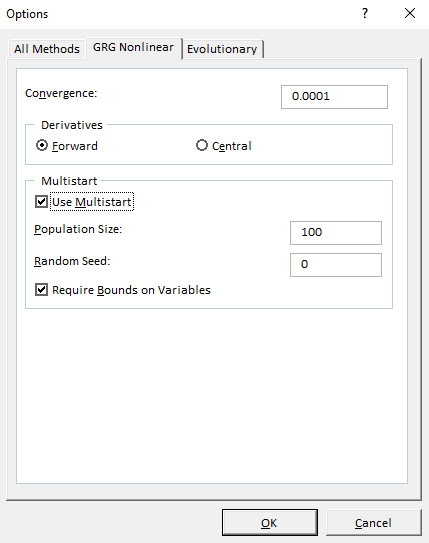 Options ? ×
All Methods GRG Nonlinear Evolutionary
Convergence: 0.0001
Derivatives
Forward Central
Multistart
Use Multistart
Population Size: 100
Random Seed: 0
Require Bounds on Variables
OK Cancel